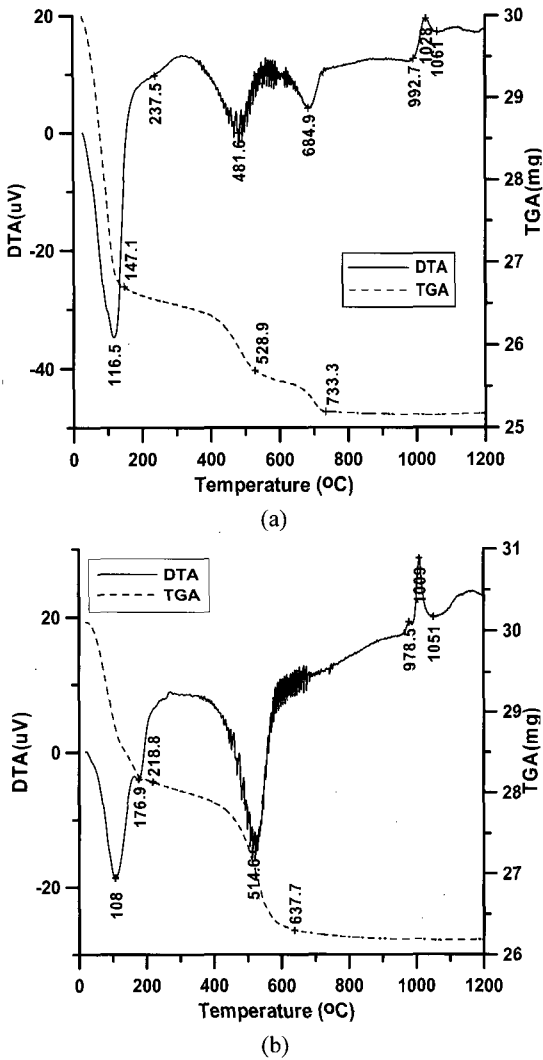 20
0
-20
-40
DTA(uV)
30
29
28
27
26
25
TGA(mg)
237.5
481.6
684.9
992.7
1028
1061
147.1
116.5
528.9
733.3
DTA
TGA
0 200 400 600 800 1000 1200
Temperature (oC)
(a)
20
0
-20
DTA(uV)
31
30
29
28
27
26
TGA(mg)
DTA
TGA
978.5
1009
1051
176.9
218.8
108
514.6
637.7
0 200 400 600 800 1000 1200
Temperature (oC)
(b)